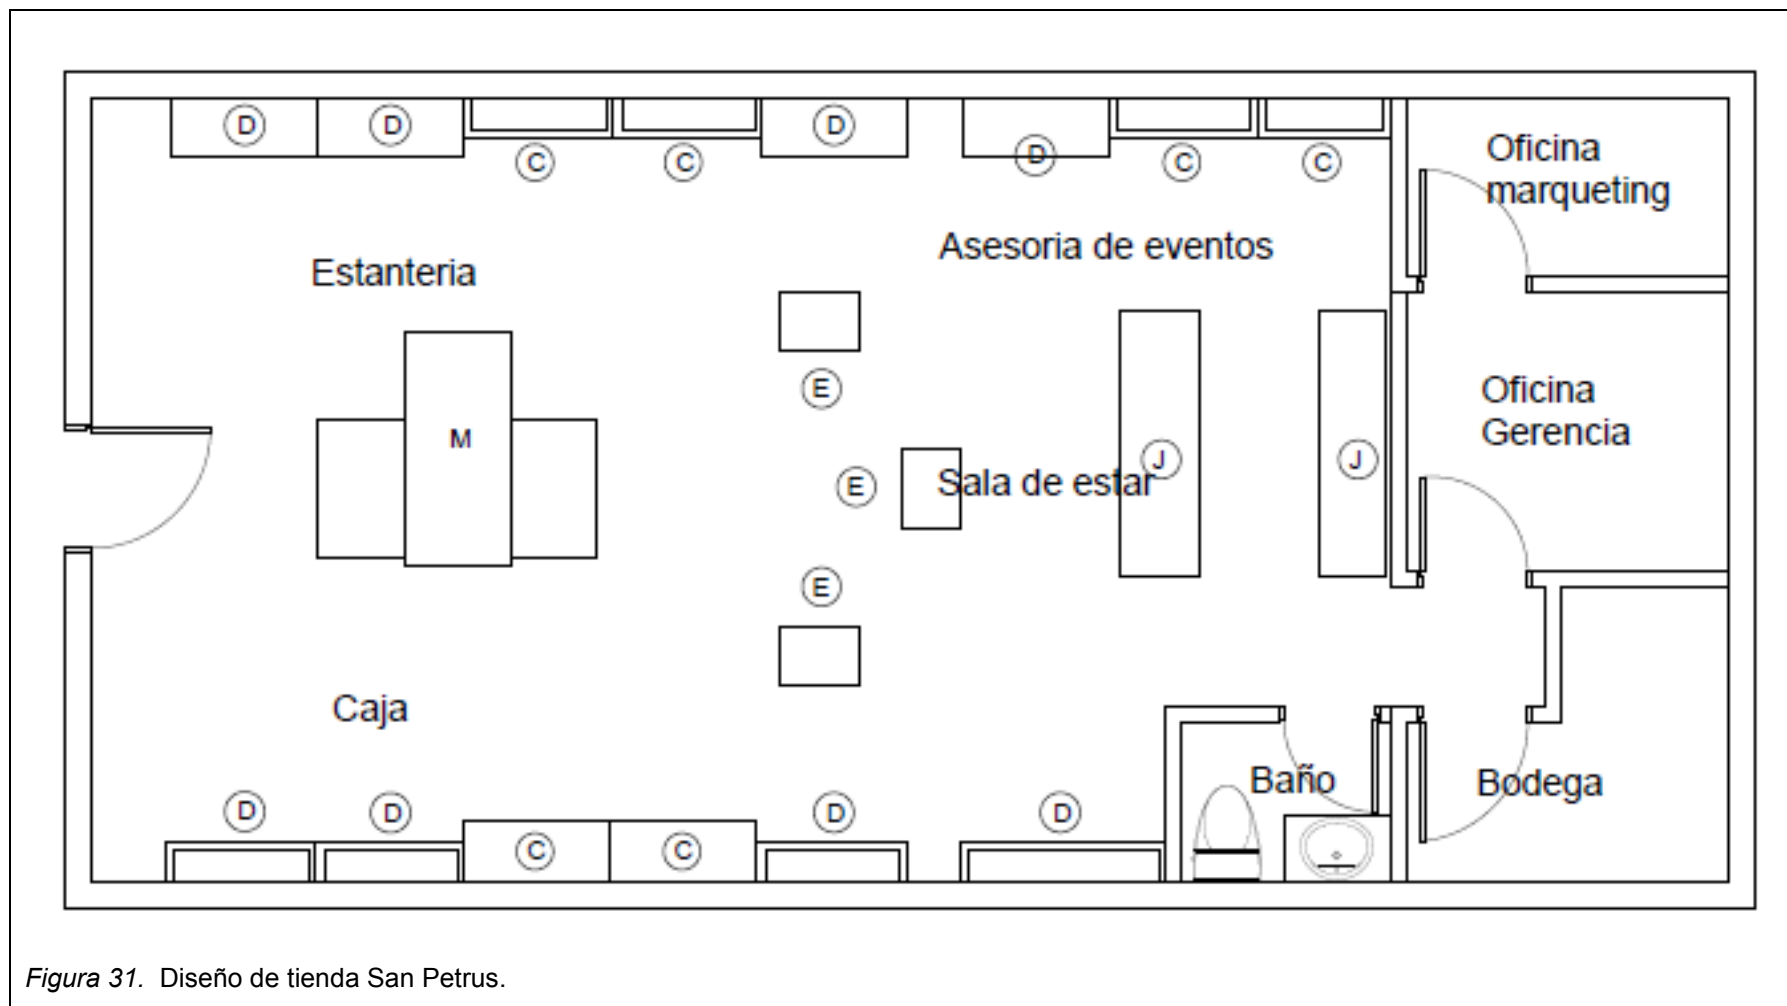 D D C C D D C C
Oficina
marqueting
Asesoria de eventos
Estanteria
E
Oficina
Gerencia
M
J J
E Sala de estar
E
Caja
Baño
Bodega
D D D D
C C
Figura 31. Diseño de tienda San Petrus.